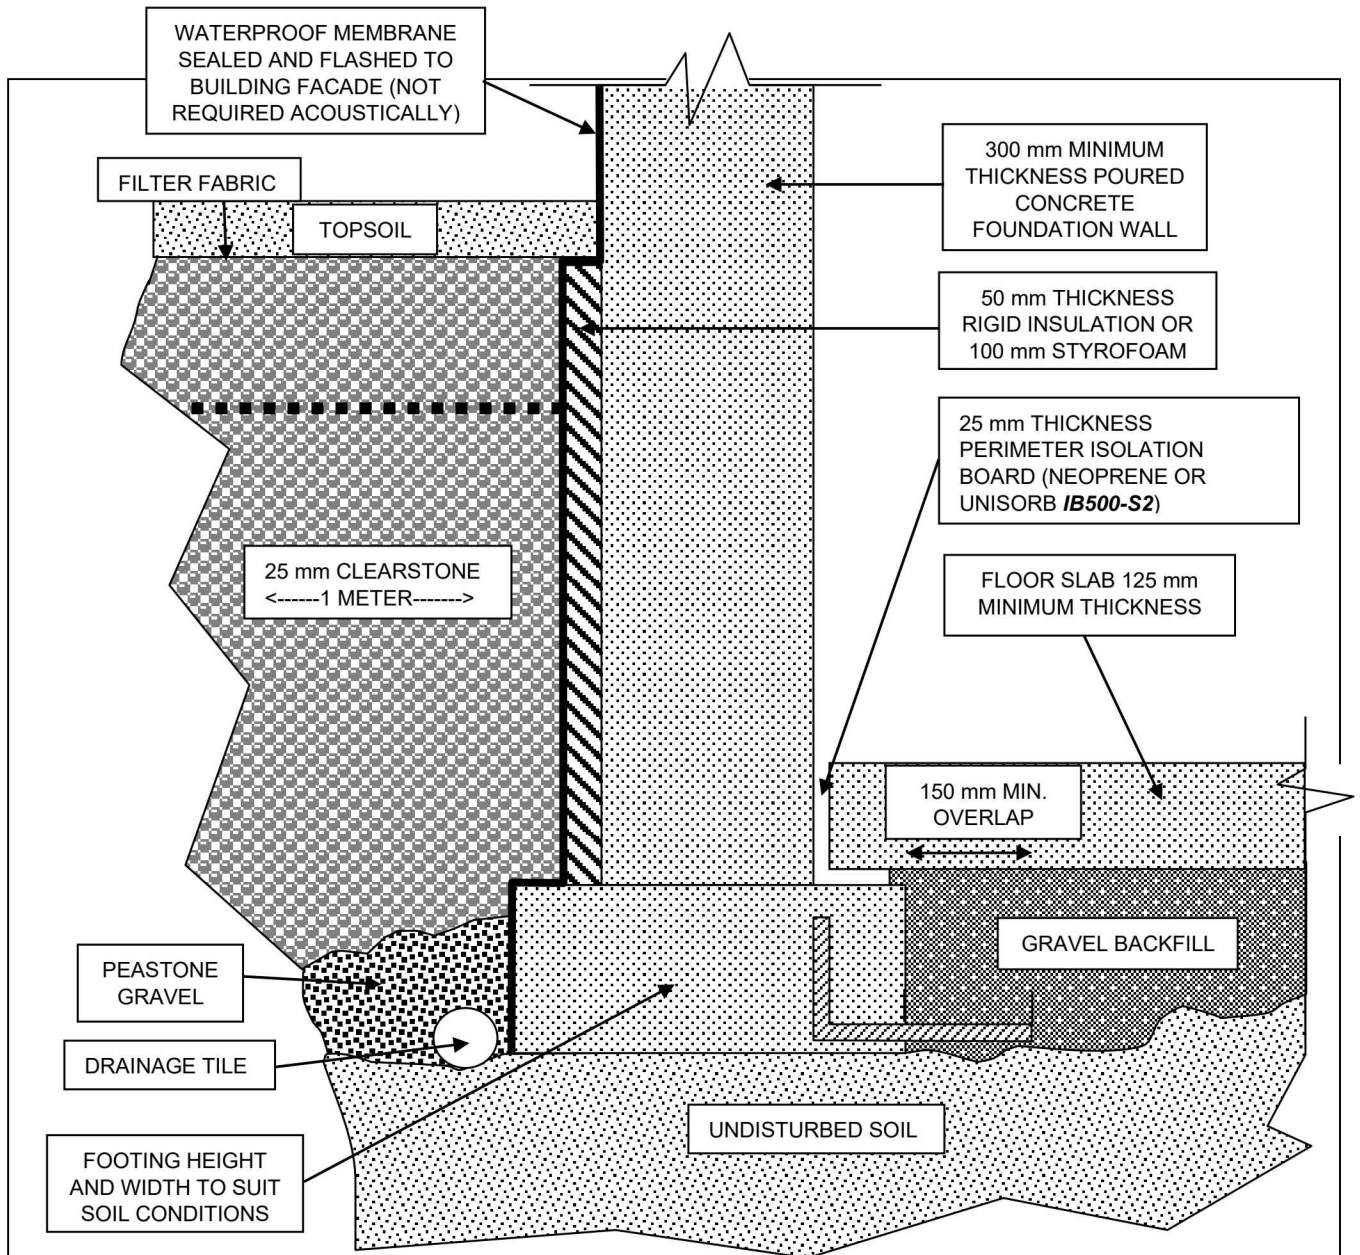 WATERPROOF MEMBRANE
SEALED AND FLASHED TO
BUILDING FACADE (NOT
REQUIRED ACOUSTICALLY)
FILTER FABRIC
TOPSOIL
300 mm MINIMUM
THICKNESS POURED
CONCRETE
FOUNDATION WALL
50 mm THICKNESS
RIGID INSULATION OR
100 mm STYROFOAM
25 mm THICKNESS
PERIMETER ISOLATION
BOARD (NEOPRENE OR
UNISORB IB500-S2)
25 mm CLEARSTONE
<------1 METER------->
FLOOR SLAB 125 mm
MINIMUM THICKNESS
150 mm MIN.
OVERLAP
GRAVEL BACKFILL
PEASTONE
GRAVEL
DRAINAGE TILE
UNDISTURBED SOIL
FOOTING HEIGHT
AND WIDTH TO SUIT
SOIL CONDITIONS